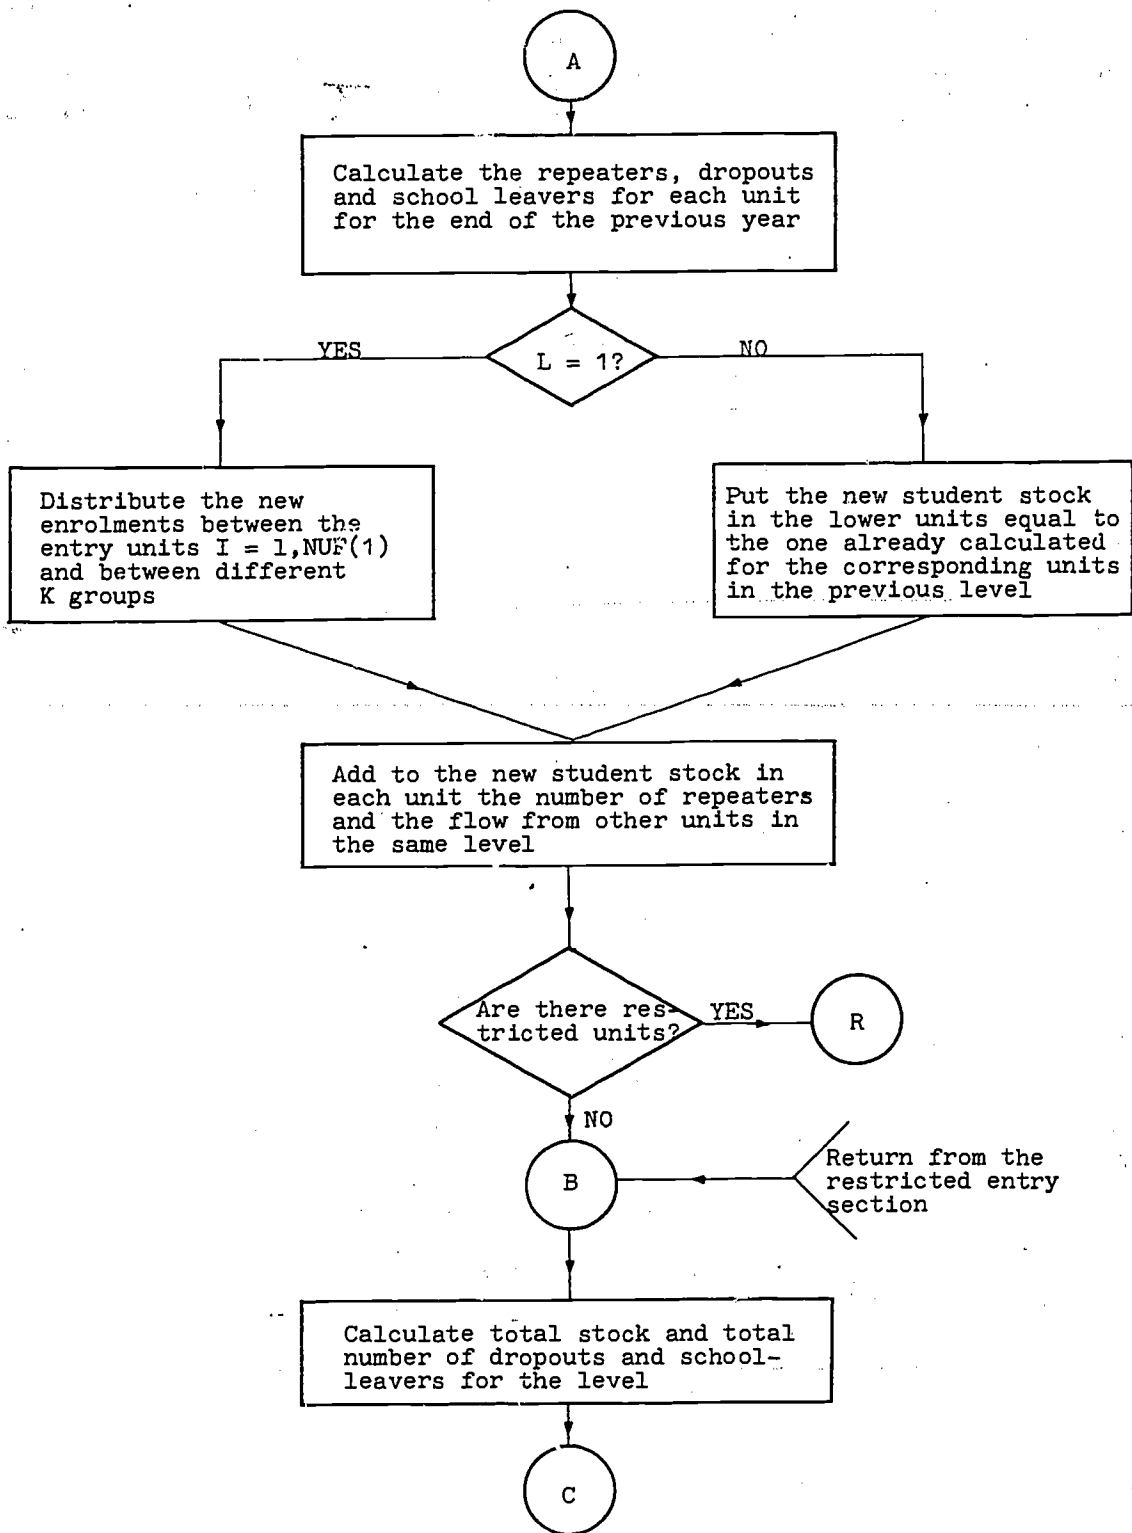 A
Calculate the repeaters, dropouts
and school leavers for each unit
for the end of the previous year
YES
L = 1?
NO
Distribute the new
enrolments between the
entry units I = 1,NUF(1)
and between different
K groups
Put the new student stock
in the lower units equal to
the one already calculated
for the corresponding units
in the previous level
Add to the new student stock in
each unit the number of repeaters
and the flow from other units in
the same level
Are there res-
tricted units?
YES
R
NO
B
Return from the
restricted entry
section
Calculate total stock and total
number of dropouts and school-
leavers for the level
C